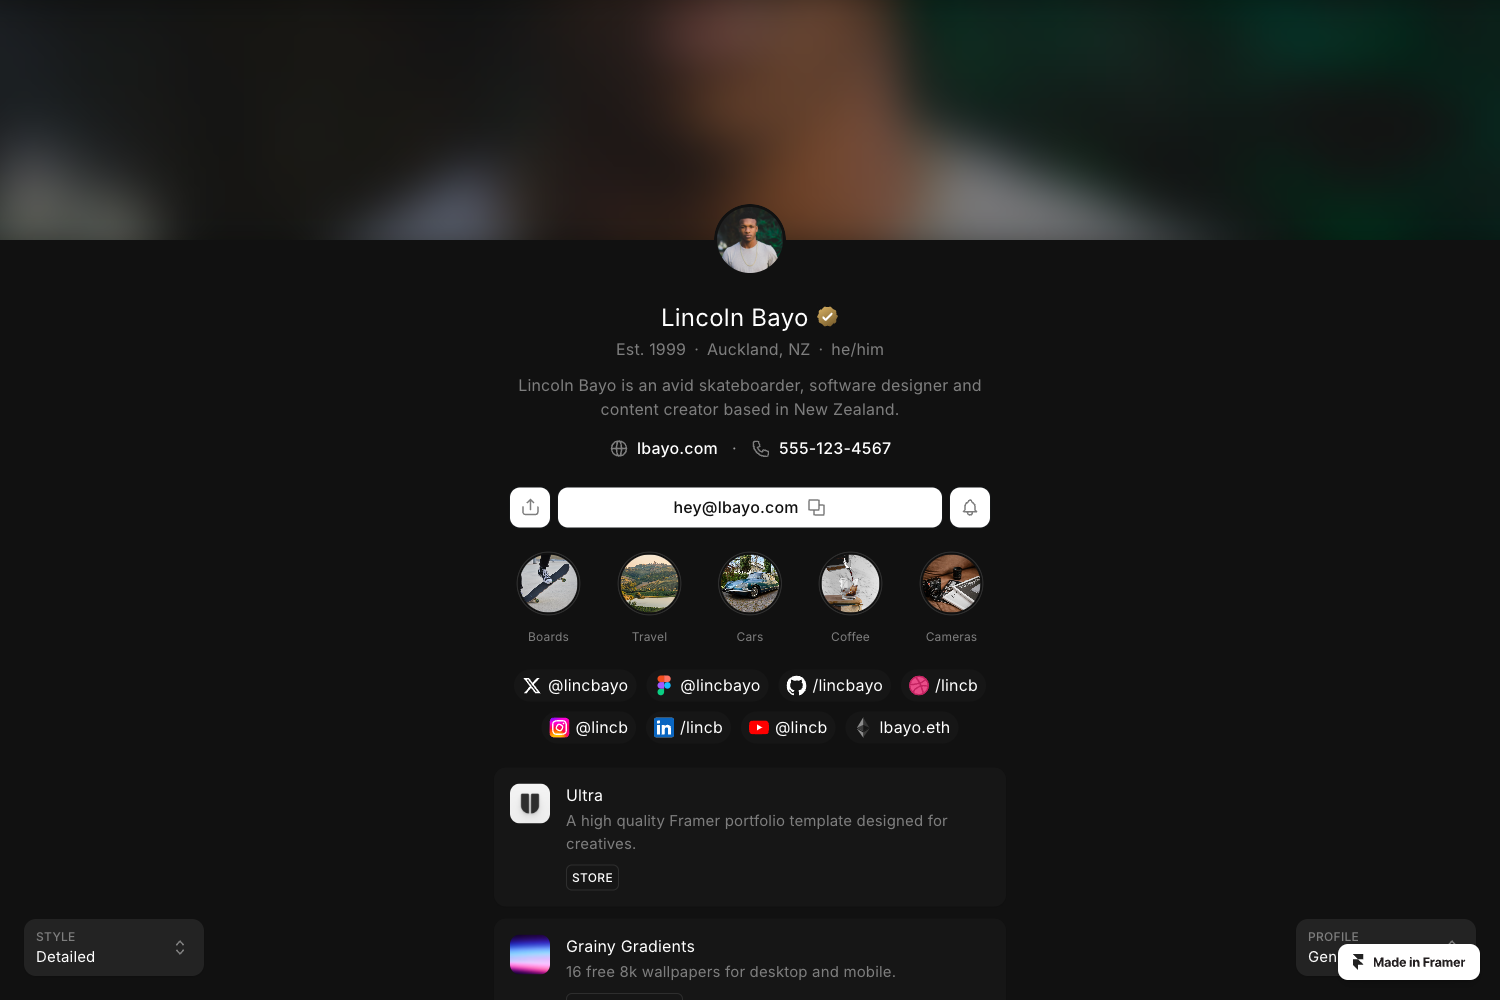 Lincoln Bayo
Est. 1999 · Auckland, NZ · he/him
Lincoln Bayo is an avid skateboarder, software designer and
content creator based in New Zealand.
lbayo.com · 555-123-4567
hey@lbayo.com
Boards Travel Cars Coffee Cameras
@lincbayo @lincbayo /lincbayo /lincb
@lincb /lincb @lincb lbayo.eth
Ultra
A high quality Framer portfolio template designed for
creatives.
STORE
Grainy Gradients
16 free 8k wallpapers for desktop and mobile.
STYLE
Detailed
PROFILE
Gen
Made in Framer